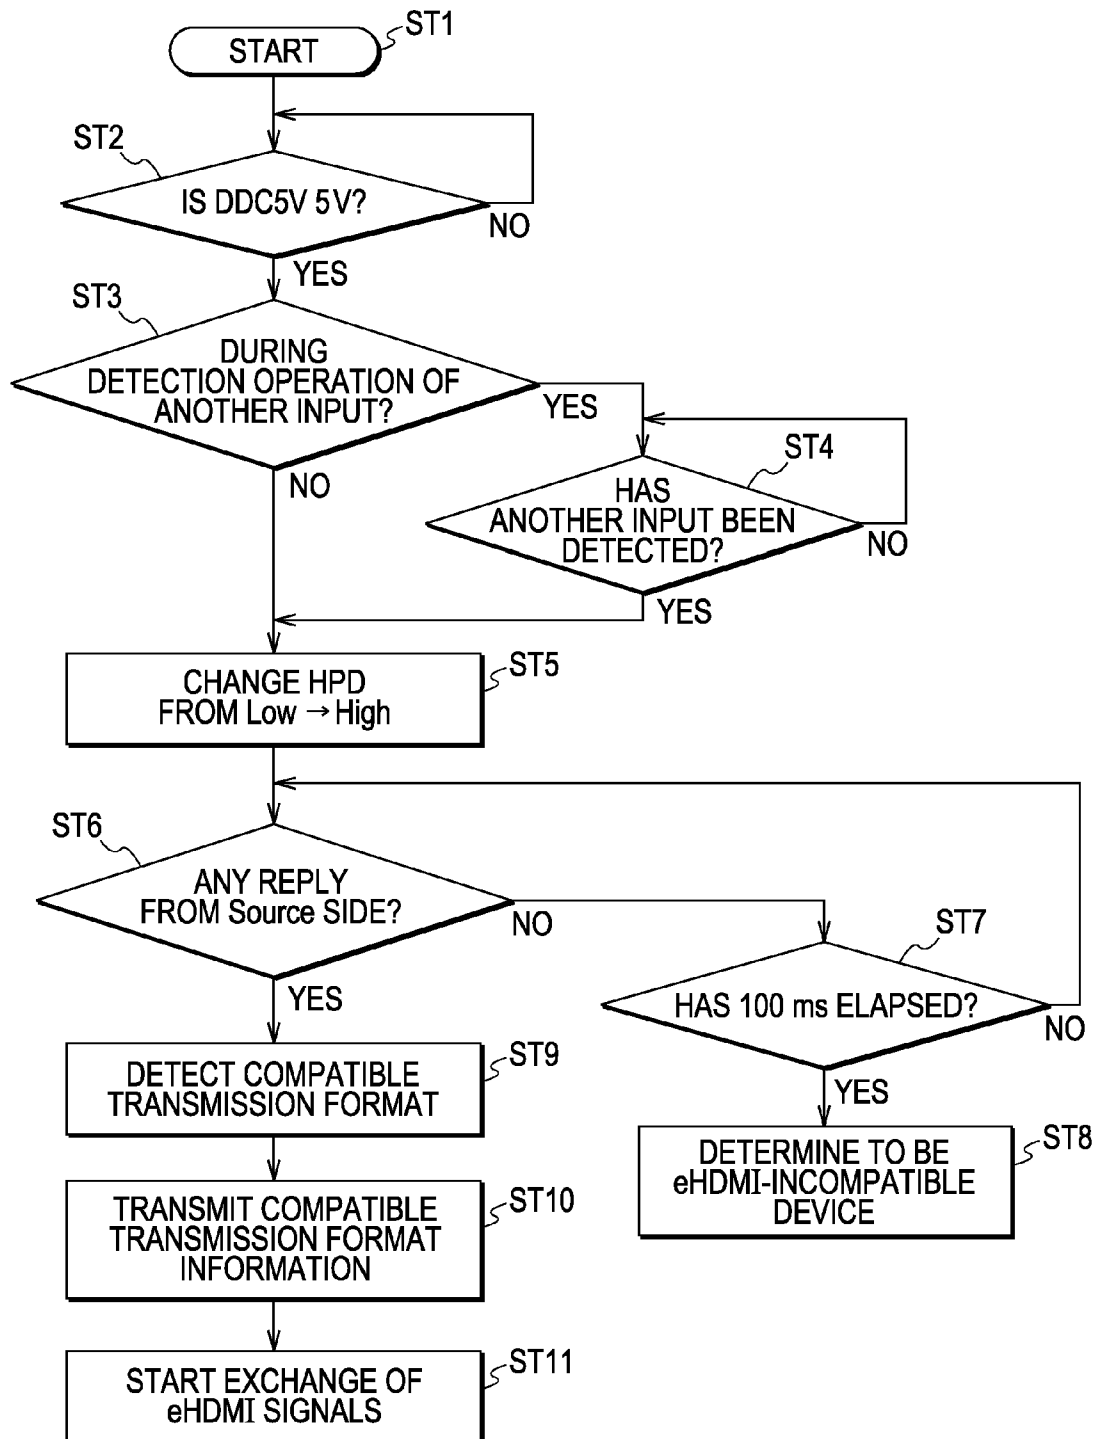 ST1
START
ST2
IS DDC5V 5V?
NO
YES
ST3
DURING
DETECTION OPERATION OF
ANOTHER INPUT?
YES
NO
ST4
HAS
ANOTHER INPUT BEEN
DETECTED?
NO
YES
ST5
CHANGE HPD
FROM Low → High
ST6
ANY REPLY
FROM Source SIDE?
NO
YES
ST7
HAS 100 ms ELAPSED?
NO
YES
ST8
DETERMINE TO BE
eHDMI-INCOMPATIBLE
DEVICE
ST9
DETECT COMPATIBLE
TRANSMISSION FORMAT
ST10
TRANSMIT COMPATIBLE
TRANSMISSION FORMAT
INFORMATION
ST11
START EXCHANGE OF
eHDMI SIGNALS